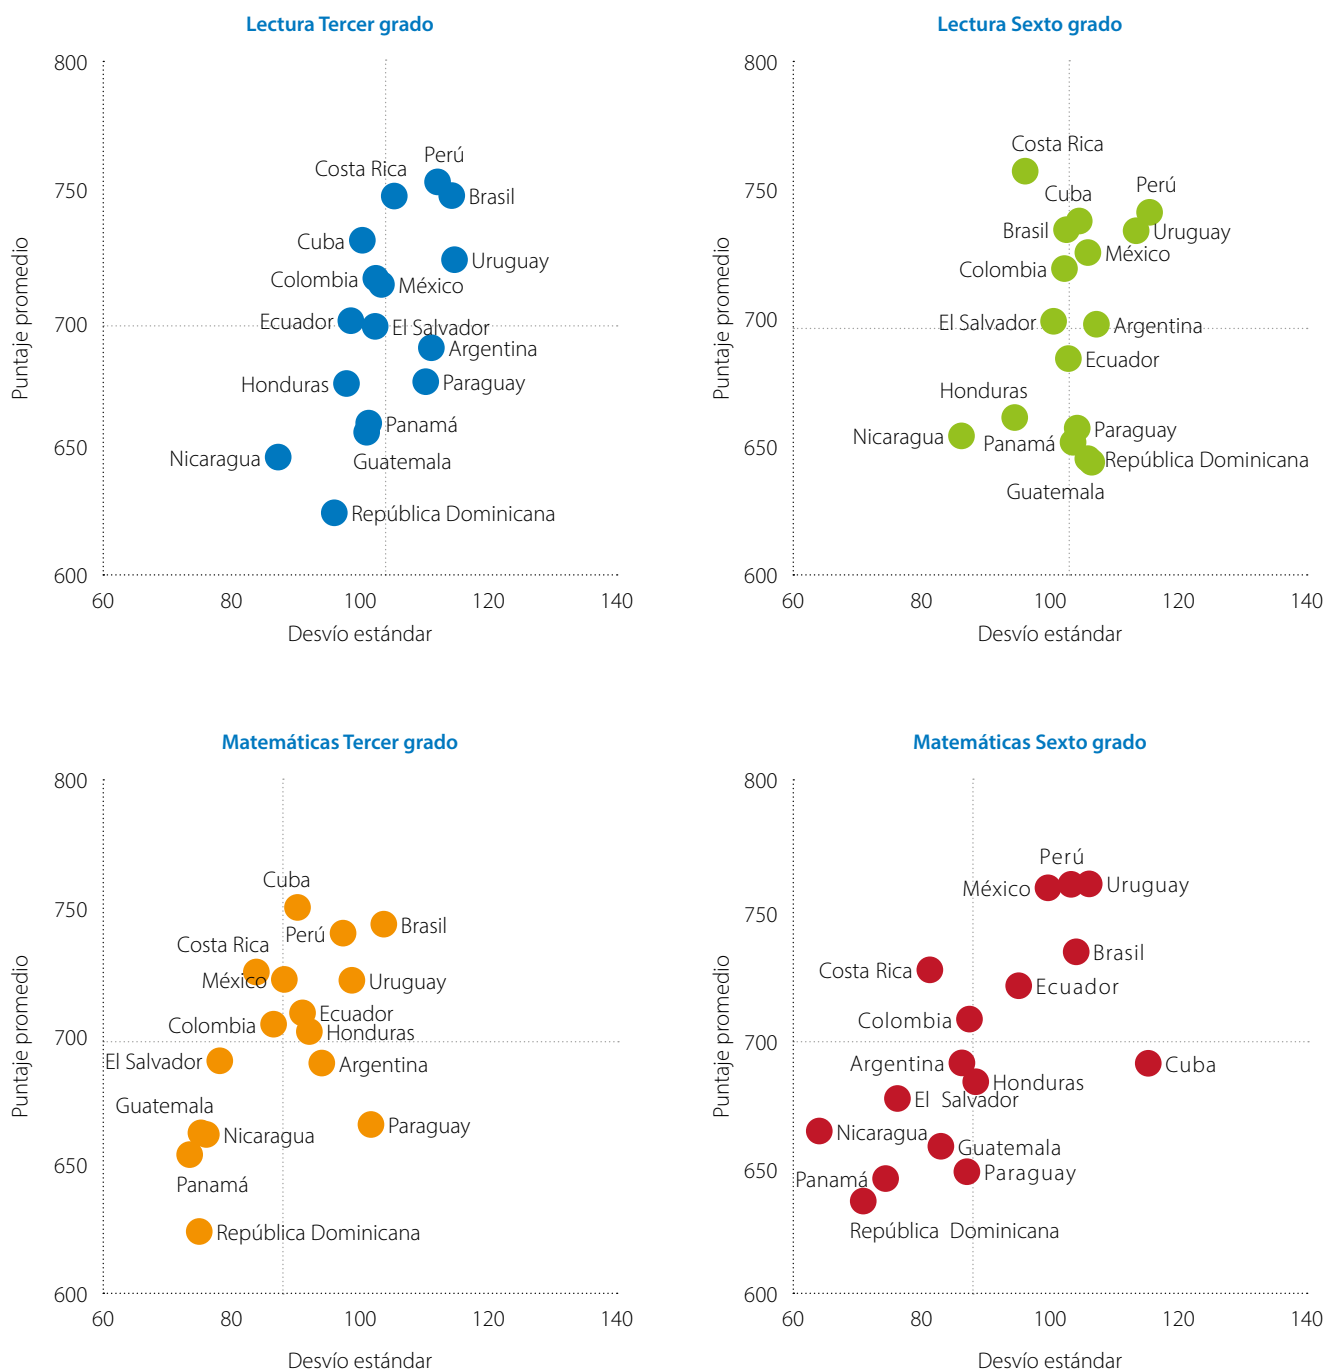 Lectura Tercer grado
800
750
700
650
600
60 80 100 120 140
Puntaje promedio
Desvío estándar
Perú
Costa Rica
Brasil
Cuba
Uruguay
Colombia
México
Ecuador
El Salvador
Argentina
Honduras
Paraguay
Panamá
Nicaragua
Guatemala
República Dominicana
Lectura Sexto grado
800
750
700
650
600
60 80 100 120 140
Puntaje promedio
Desvío estándar
Costa Rica
Perú
Cuba
Brasil
Uruguay
México
Colombia
El Salvador
Argentina
Ecuador
Honduras
Nicaragua
Paraguay
Panamá
República Dominicana
Guatemala
Matemáticas Tercer grado
800
750
700
650
600
60 80 100 120 140
Puntaje promedio
Desvío estándar
Cuba
Brasil
Perú
Costa Rica
México
Uruguay
Ecuador
Colombia
Honduras
El Salvador
Argentina
Guatemala
Paraguay
Nicaragua
Panamá
República Dominicana
Matemáticas Sexto grado
800
750
700
650
600
60 80 100 120 140
Puntaje promedio
Desvío estándar
Perú
México
Uruguay
Brasil
Costa Rica
Ecuador
Colombia
Argentina
Cuba
Honduras
El Salvador
Nicaragua
Guatemala
Paraguay
Panamá
República Dominicana